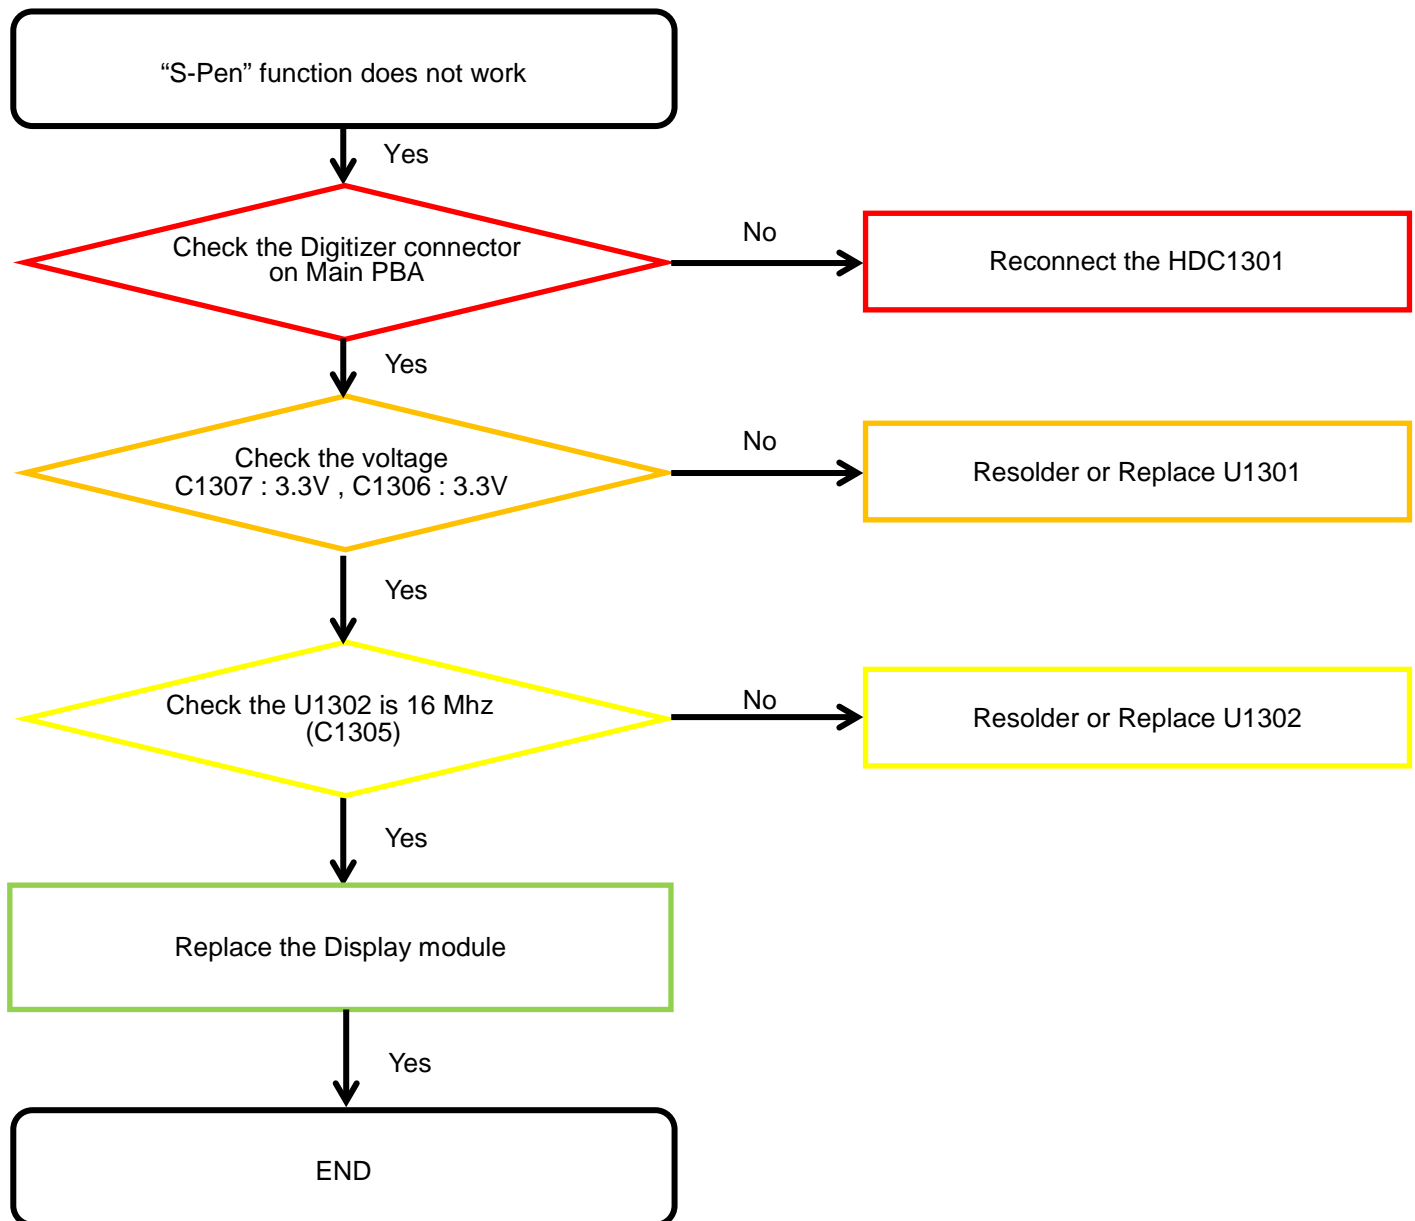 “S-Pen” function does not work
Yes
Check the Digitizer connector
on Main PBA
No
Reconnect the HDC1301
Yes
Check the voltage
C1307 : 3.3V , C1306 : 3.3V
No
Resolder or Replace U1301
Yes
Check the U1302 is 16 Mhz
(C1305)
No
Resolder or Replace U1302
Yes
Replace the Display module
Yes
END